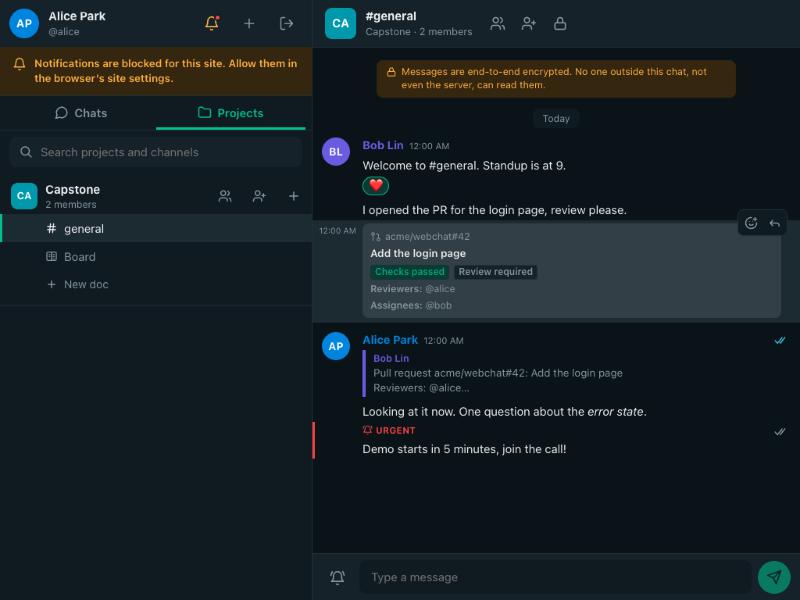 AP
Alice Park
@alice
Notifications are blocked for this site. Allow them in
the browser's site settings.
Chats
Projects
Search projects and channels
CA
Capstone
2 members
# general
Board
+ New doc
CA
#general
Capstone · 2 members
Messages are end-to-end encrypted. No one outside this chat, not
even the server, can read them.
Today
BL
Bob Lin 12:00 AM
Welcome to #general. Standup is at 9.
❤️
I opened the PR for the login page, review please.
12:00 AM
acme/webchat#42
Add the login page
Checks passed Review required
Reviewers: @alice
Assignees: @bob
AP
Alice Park 12:00 AM
Bob Lin
Pull request acme/webchat#42: Add the login page
Reviewers: @alice...
Looking at it now. One question about the error state.
URGENT
Demo starts in 5 minutes, join the call!
Type a message